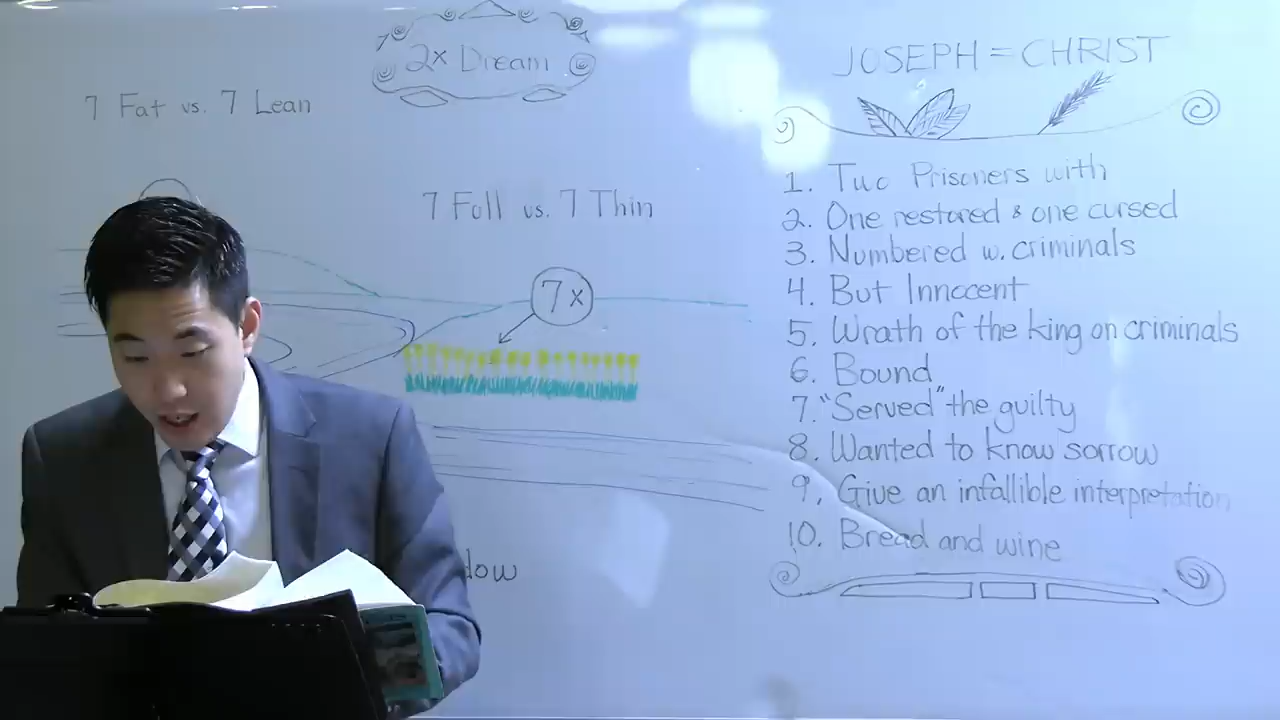 2x Dream
7 Fat vs. 7 Lean
7 Full vs. 7 Thin
7x
dow
JOSEPH = CHRIST
1. Two Prisoners with
2. One restored & one cursed
3. Numbered w. criminals
4. But Innocent
5. Wrath of the king on criminals
6. Bound
7. "Served" the guilty
8. Wanted to know sorrow
9. Give an infallible interpretation
10. Bread and wine